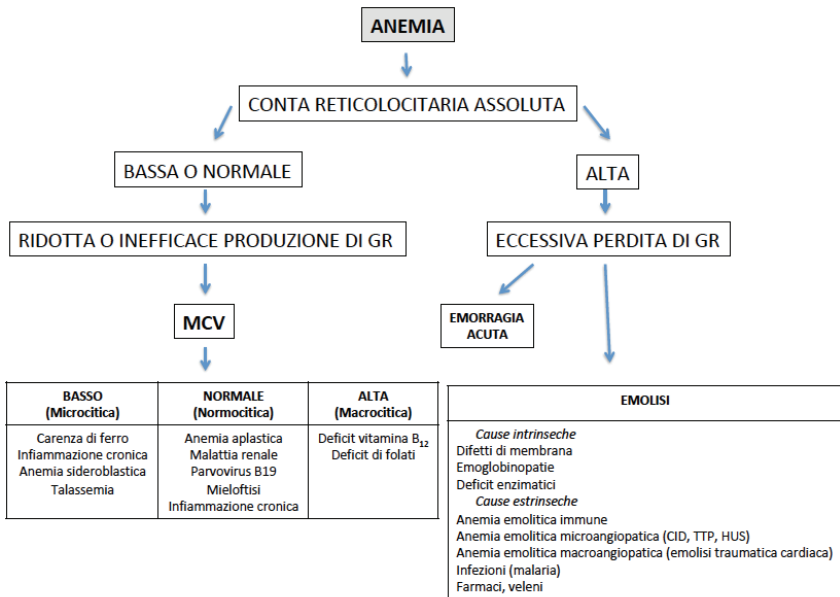 ANEMIA
CONTA RETICOLOCITARIA ASSOLUTA
BASSA O NORMALE
ALTA
RIDOTTA O INEFFICACE PRODUZIONE DI GR
ECCESSIVA PERDITA DI GR
MCV
EMORRAGIA
ACUTA
BASSO
(Microcitica)
Carenza di ferro
Infiammazione cronica
Anemia sideroblastica
Talassemia
NORMALE
(Normocitica)
Anemia aplastica
Malattia renale
Parvovirus B19
Mieloftisi
Infiammazione cronica
ALTA
(Macrocitica)
Deficit vitamina B12
Deficit di folati
EMOLISI
Cause intrinseche
Difetti di membrana
Emoglobinopatie
Deficit enzimatici
Cause estrinseche
Anemia emolitica immune
Anemia emolitica microangiopatica (CID, TTP, HUS)
Anemia emolitica macroangiopatica (emolisi traumatica cardiaca)
Infezioni (malaria)
Farmaci, veleni